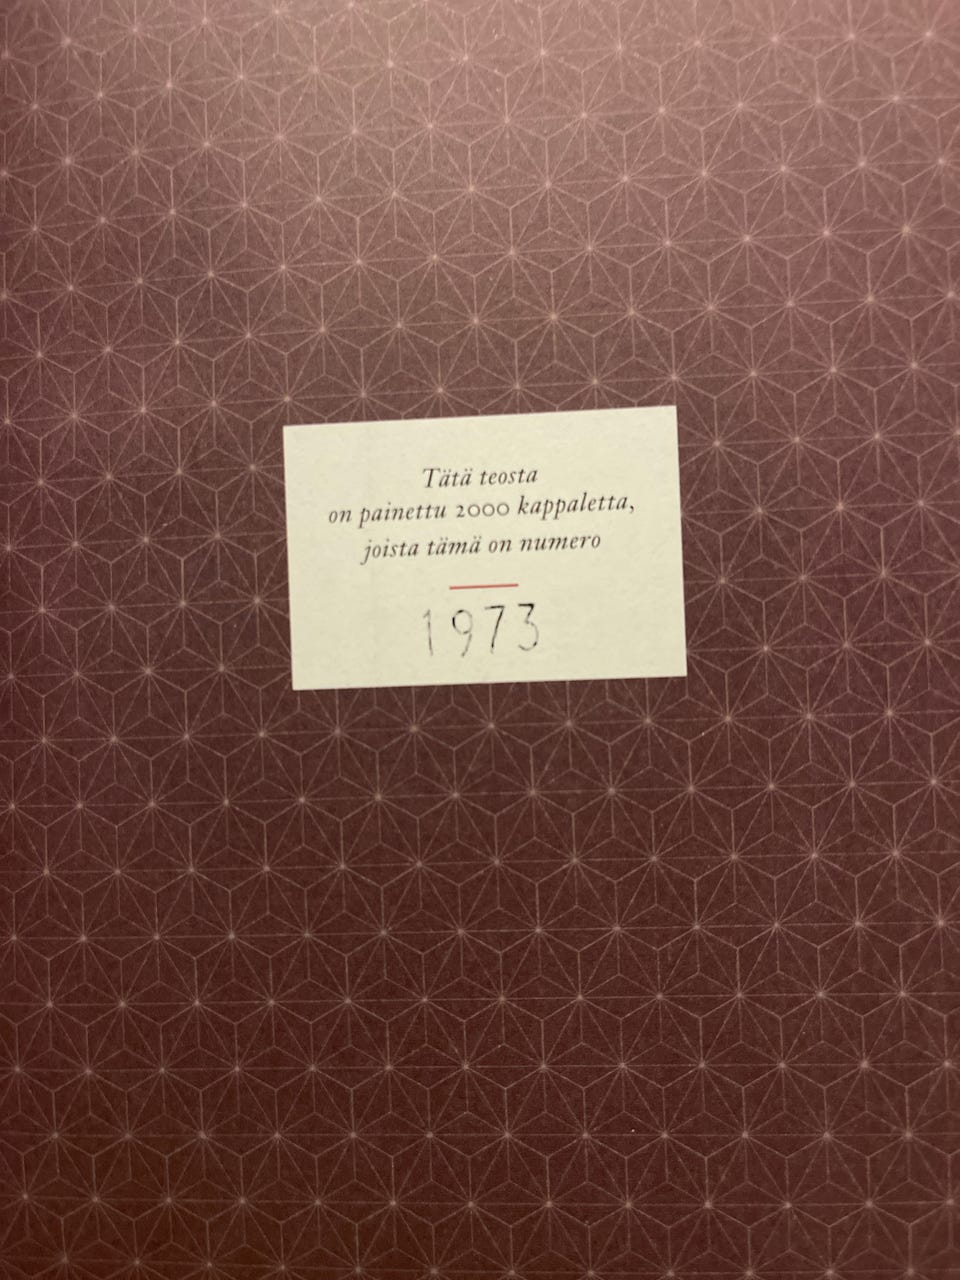 Tätä teosta
on painettu 2000 kappaletta,
joista tämä on numero
1973